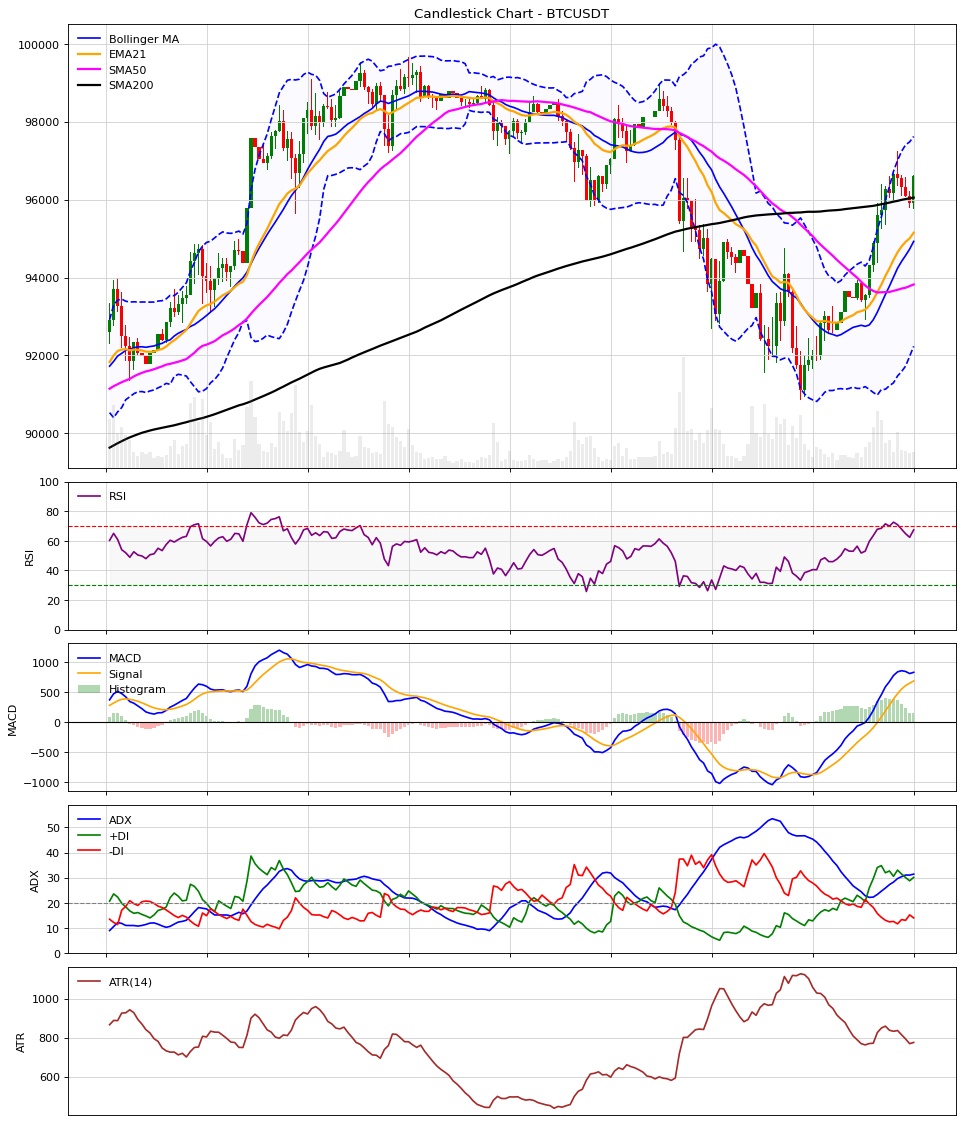 Candlestick Chart - BTCUSDT
100000
98000
96000
94000
92000
90000
Bollinger MA
EMA21
SMA50
SMA200
100
80
60
40
20
0
RSI
RSI
1000
500
0
−500
−1000
MACD
MACD
Signal
Histogram
50
40
30
20
10
0
ADX
ADX
+DI
-DI
1000
800
600
ATR
ATR(14)